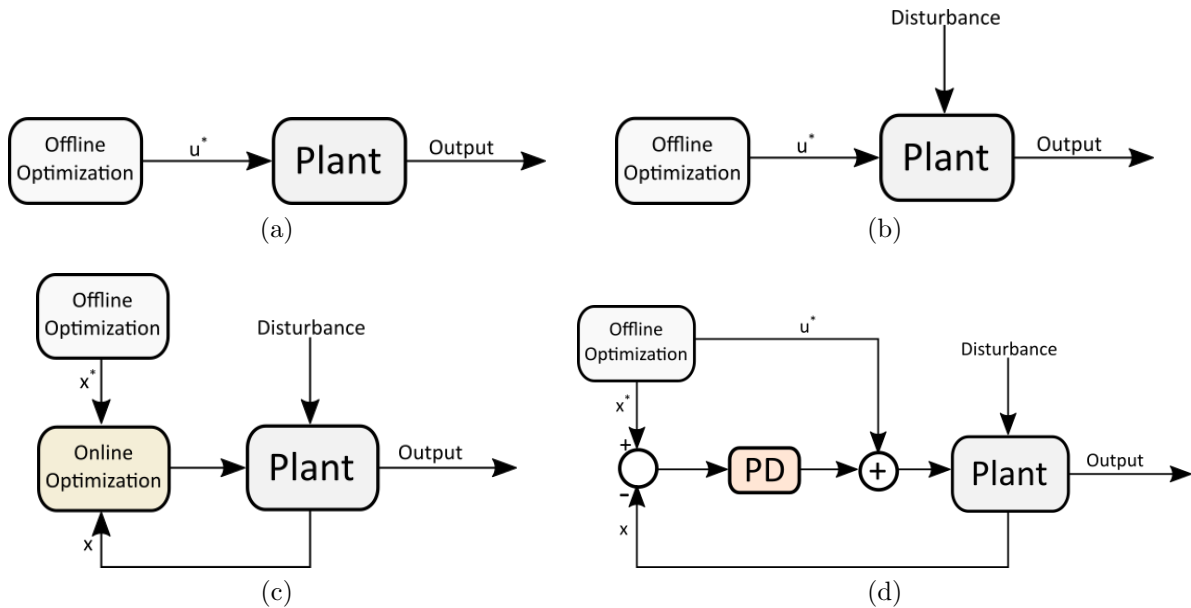 Offline
Optimization
u*
Plant
Output
(a)
Disturbance
Offline
Optimization
u*
Plant
Output
(b)
Offline
Optimization
x*
Disturbance
Online
Optimization
Plant
Output
x
(c)
Offline
Optimization
u*
x*
Disturbance
+
-
PD
+
Plant
Output
x
(d)